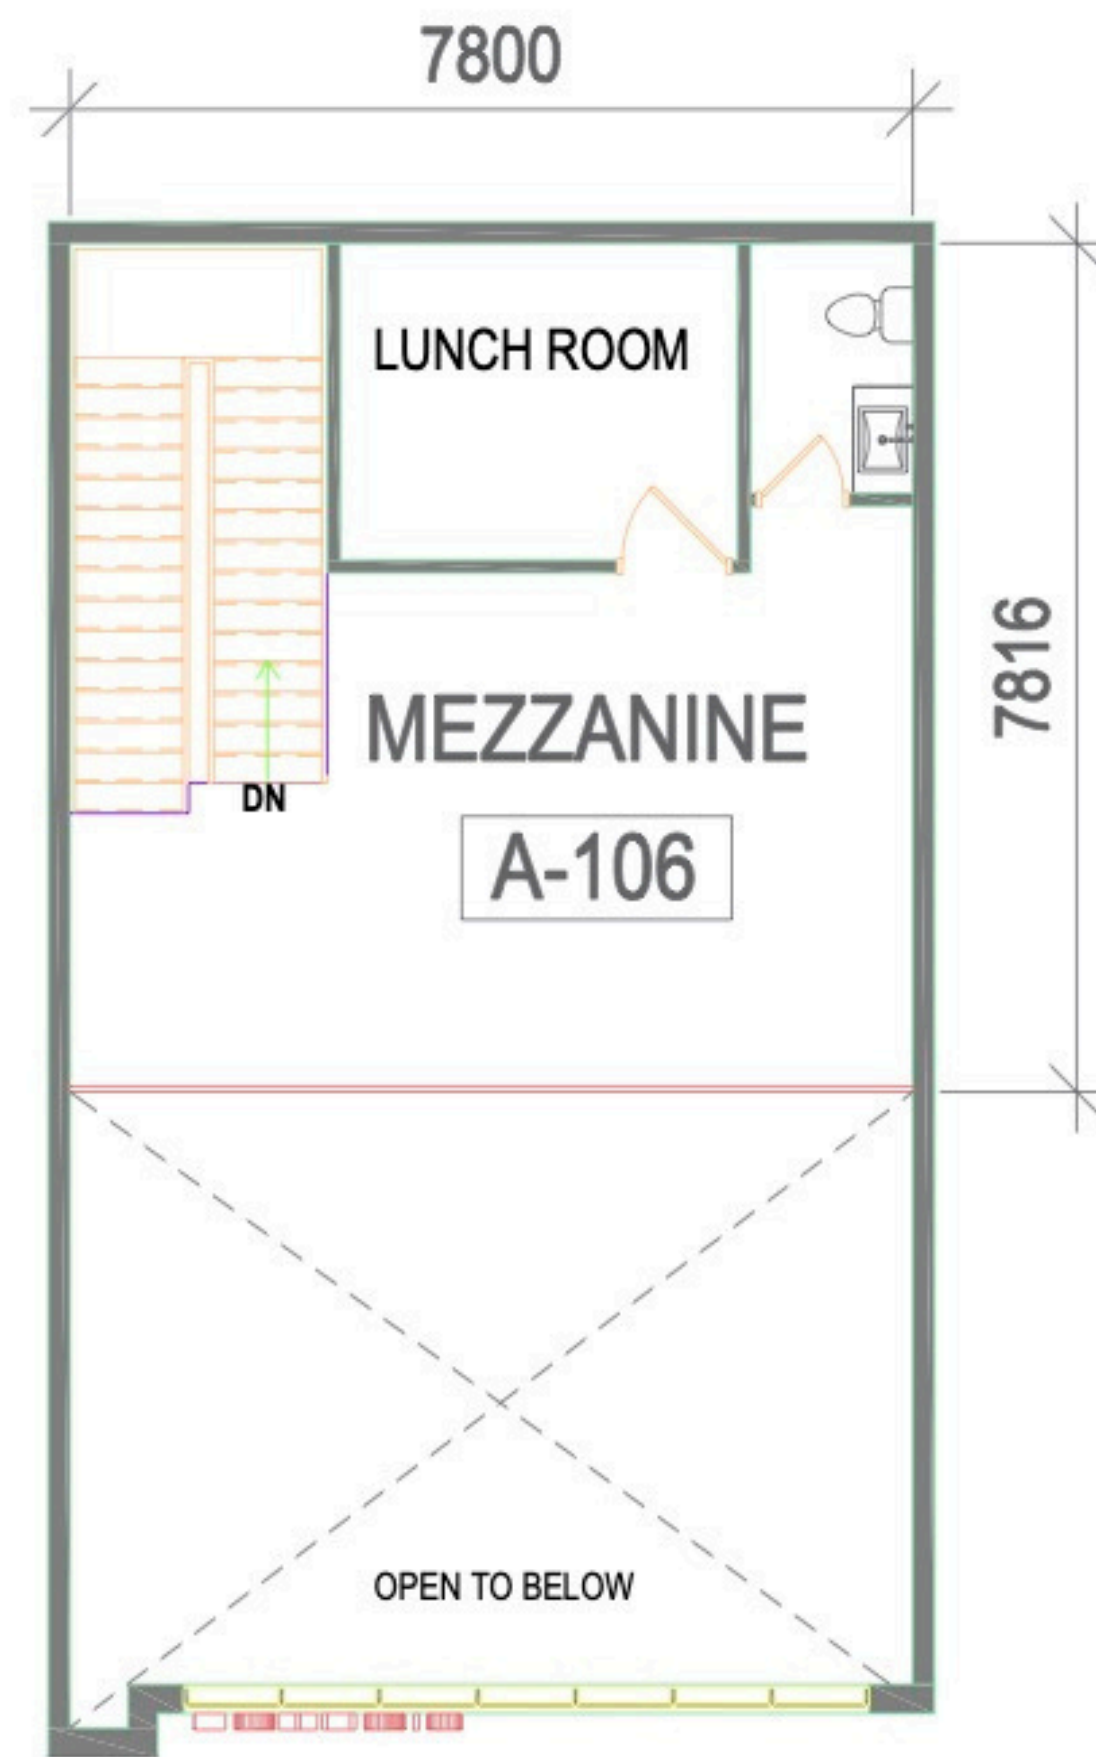 7800
LUNCH ROOM
7816
MEZZANINE
DN
A-106
OPEN TO BELOW